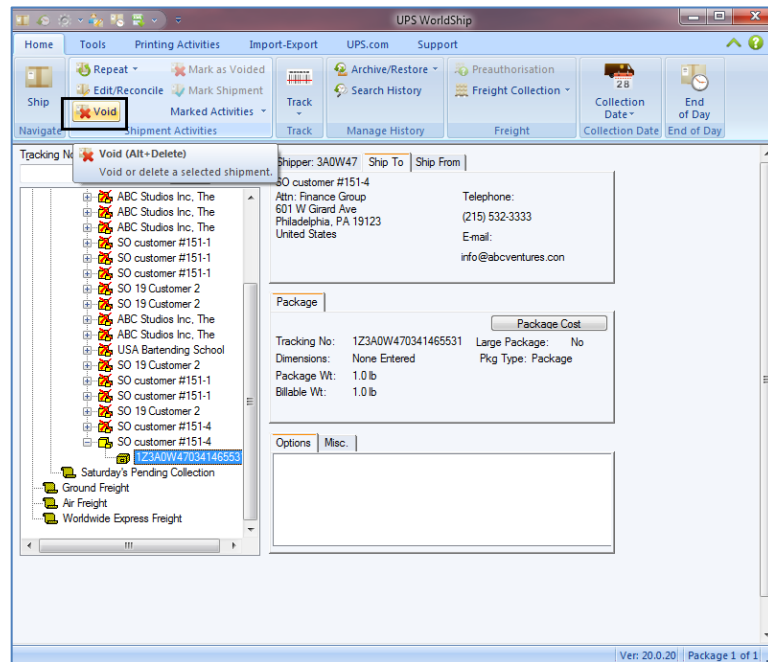 UPS WorldShip
Home Tools Printing Activities Import-Export UPS.com Support
Ship
Navigate
Repeat Mark as Voided
Edit/Reconcile Mark Shipment
Void Marked Activities
Shipment Activities
Track
Track
Archive/Restore
Search History
Manage History
Preauthorisation
Freight Collection
Freight
28
Collection
Date
Collection Date
End
of Day
End of Day
Tracking
Void (Alt+Delete)
Void or delete a selected shipment.
ABC Studios Inc, The
ABC Studios Inc, The
ABC Studios Inc, The
SO customer #151-1
SO customer #151-1
SO customer #151-1
SO 19 Customer 2
SO 19 Customer 2
ABC Studios Inc, The
ABC Studios Inc, The
USA Bartending School
SO 19 Customer 2
SO customer #151-1
SO customer #151-1
SO 19 Customer 2
SO customer #151-4
SO customer #151-4
1Z3A0W47034146553
Saturday's Pending Collection
Ground Freight
Air Freight
Worldwide Express Freight
Shipper: 3A0W47 Ship To Ship From
SO customer #151-4
Attn: Finance Group
601 W Girard Ave
Philadelphia, PA 19123
United States
Telephone:
(215) 532-3333
E-mail:
info@abcventures.con
Package
Package Cost
Tracking No: 1Z3A0W470341465531 Large Package: No
Dimensions: None Entered Pkg Type: Package
Package Wt: 1.0 lb
Billable Wt: 1.0 lb
Options Misc.
Ver: 20.0.20 Package 1 of 1